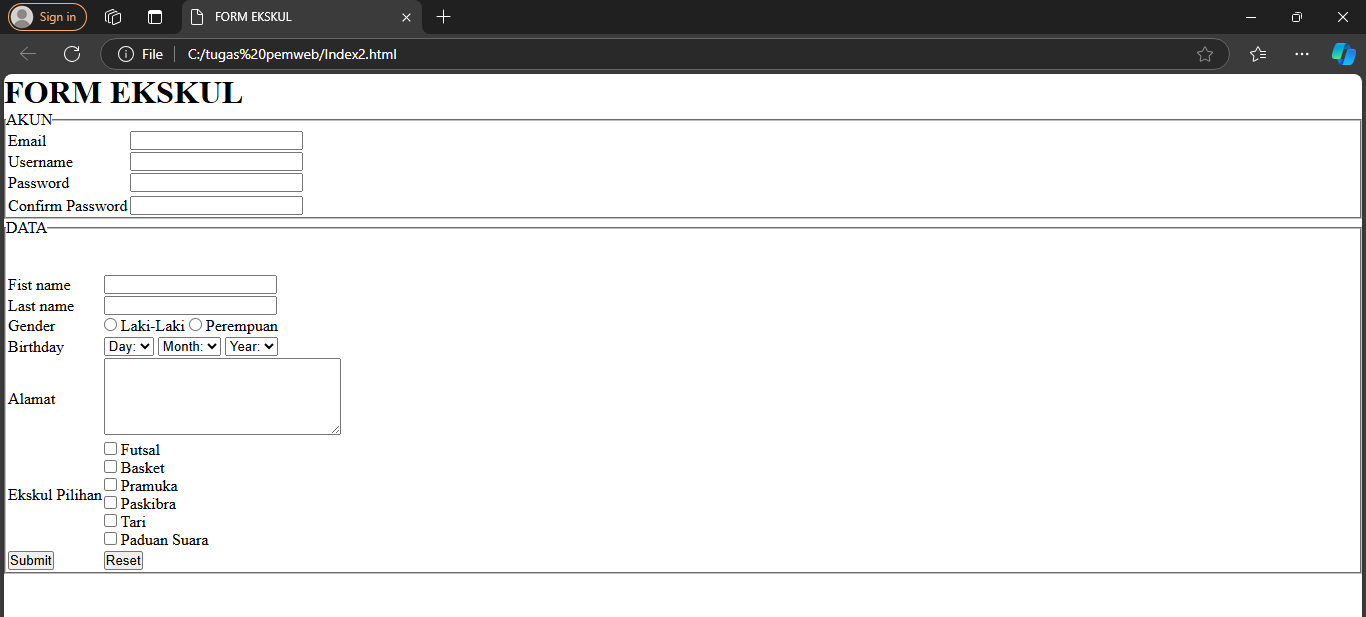 Sign in
FORM EKSKUL
File
C:/tugas%20pemweb/Index2.html
FORM EKSKUL
AKUN
Email
Username
Password
Confirm Password
DATA
Fist name
Last name
Gender Laki-Laki Perempuan
Birthday Day: Month: Year:
Alamat
Ekskul Pilihan
Futsal
Basket
Pramuka
Paskibra
Tari
Paduan Suara
Submit Reset